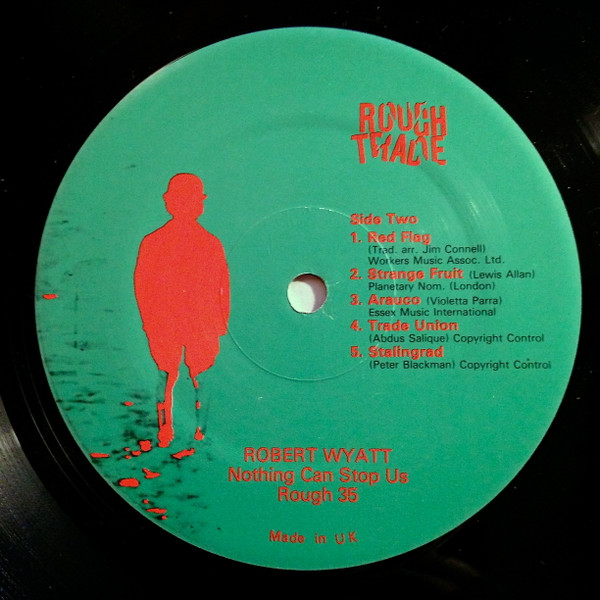 ROUGH
TRADE
Side Two
1. Red Flag
(Trad. arr. Jim Connell)
Workers Music Assoc. Ltd.
2. Strange Fruit (Lewis Allan)
Planetary Nom. (London)
3. Arauco (Violetta Parra)
Essex Music International
4. Trade Union
(Abdus Salique) Copyright Control
5. Stalingrad
(Peter Blackman) Copyright Control
ROBERT WYATT
Nothing Can Stop Us
Rough 35
Made in UK